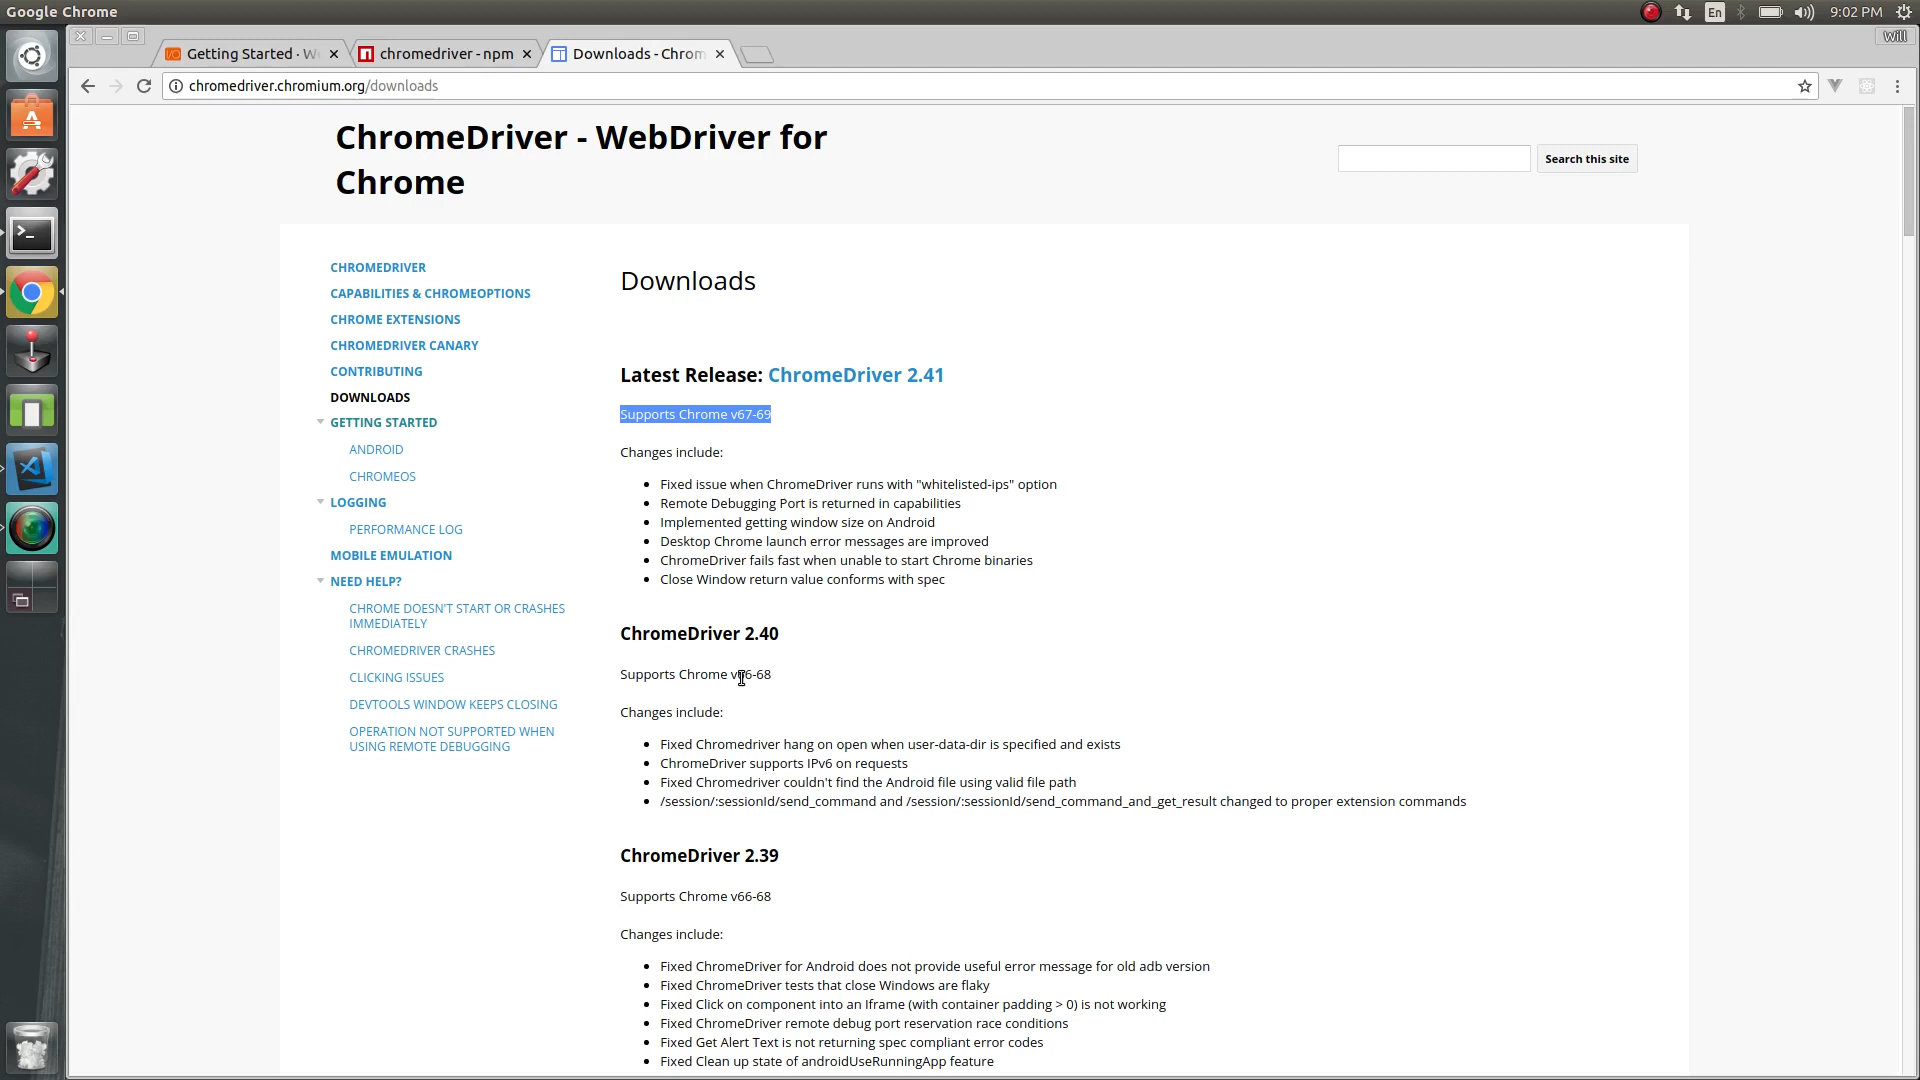 Google Chrome
En
9:02 PM
Getting Started · W
chromedriver - npm
Downloads - Chrom
Will
chromedriver.chromium.org/downloads
ChromeDriver - WebDriver for
Chrome
Search this site
CHROMEDRIVER
CAPABILITIES & CHROMEOPTIONS
CHROME EXTENSIONS
CHROMEDRIVER CANARY
CONTRIBUTING
DOWNLOADS
GETTING STARTED
ANDROID
CHROMEOS
LOGGING
PERFORMANCE LOG
MOBILE EMULATION
NEED HELP?
CHROME DOESN'T START OR CRASHES
IMMEDIATELY
CHROMEDRIVER CRASHES
CLICKING ISSUES
DEVTOOLS WINDOW KEEPS CLOSING
OPERATION NOT SUPPORTED WHEN
USING REMOTE DEBUGGING
Downloads
Latest Release: ChromeDriver 2.41
Supports Chrome v67-69
Changes include:
Fixed issue when ChromeDriver runs with "whitelisted-ips" option
Remote Debugging Port is returned in capabilities
Implemented getting window size on Android
Desktop Chrome launch error messages are improved
ChromeDriver fails fast when unable to start Chrome binaries
Close Window return value conforms with spec
ChromeDriver 2.40
Supports Chrome v66-68
Changes include:
Fixed Chromedriver hang on open when user-data-dir is specified and exists
ChromeDriver supports IPv6 on requests
Fixed Chromedriver couldn't find the Android file using valid file path
/session/:sessionId/send_command and /session/:sessionId/send_command_and_get_result changed to proper extension commands
ChromeDriver 2.39
Supports Chrome v66-68
Changes include:
Fixed ChromeDriver for Android does not provide useful error message for old adb version
Fixed ChromeDriver tests that close Windows are flaky
Fixed Click on component into an Iframe (with container padding > 0) is not working
Fixed ChromeDriver remote debug port reservation race conditions
Fixed Get Alert Text is not returning spec compliant error codes
Fixed Clean up state of androidUseRunningApp feature